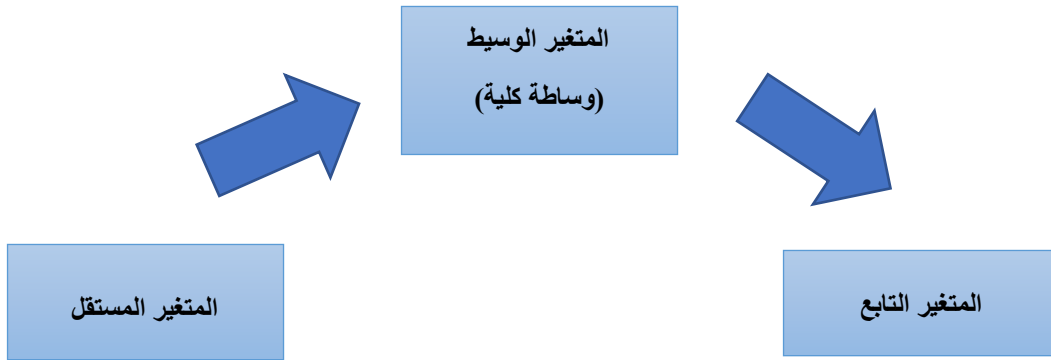 المتغير الوسيط
(وساطة كلية)
المتغير المستقل
المتغير التابع